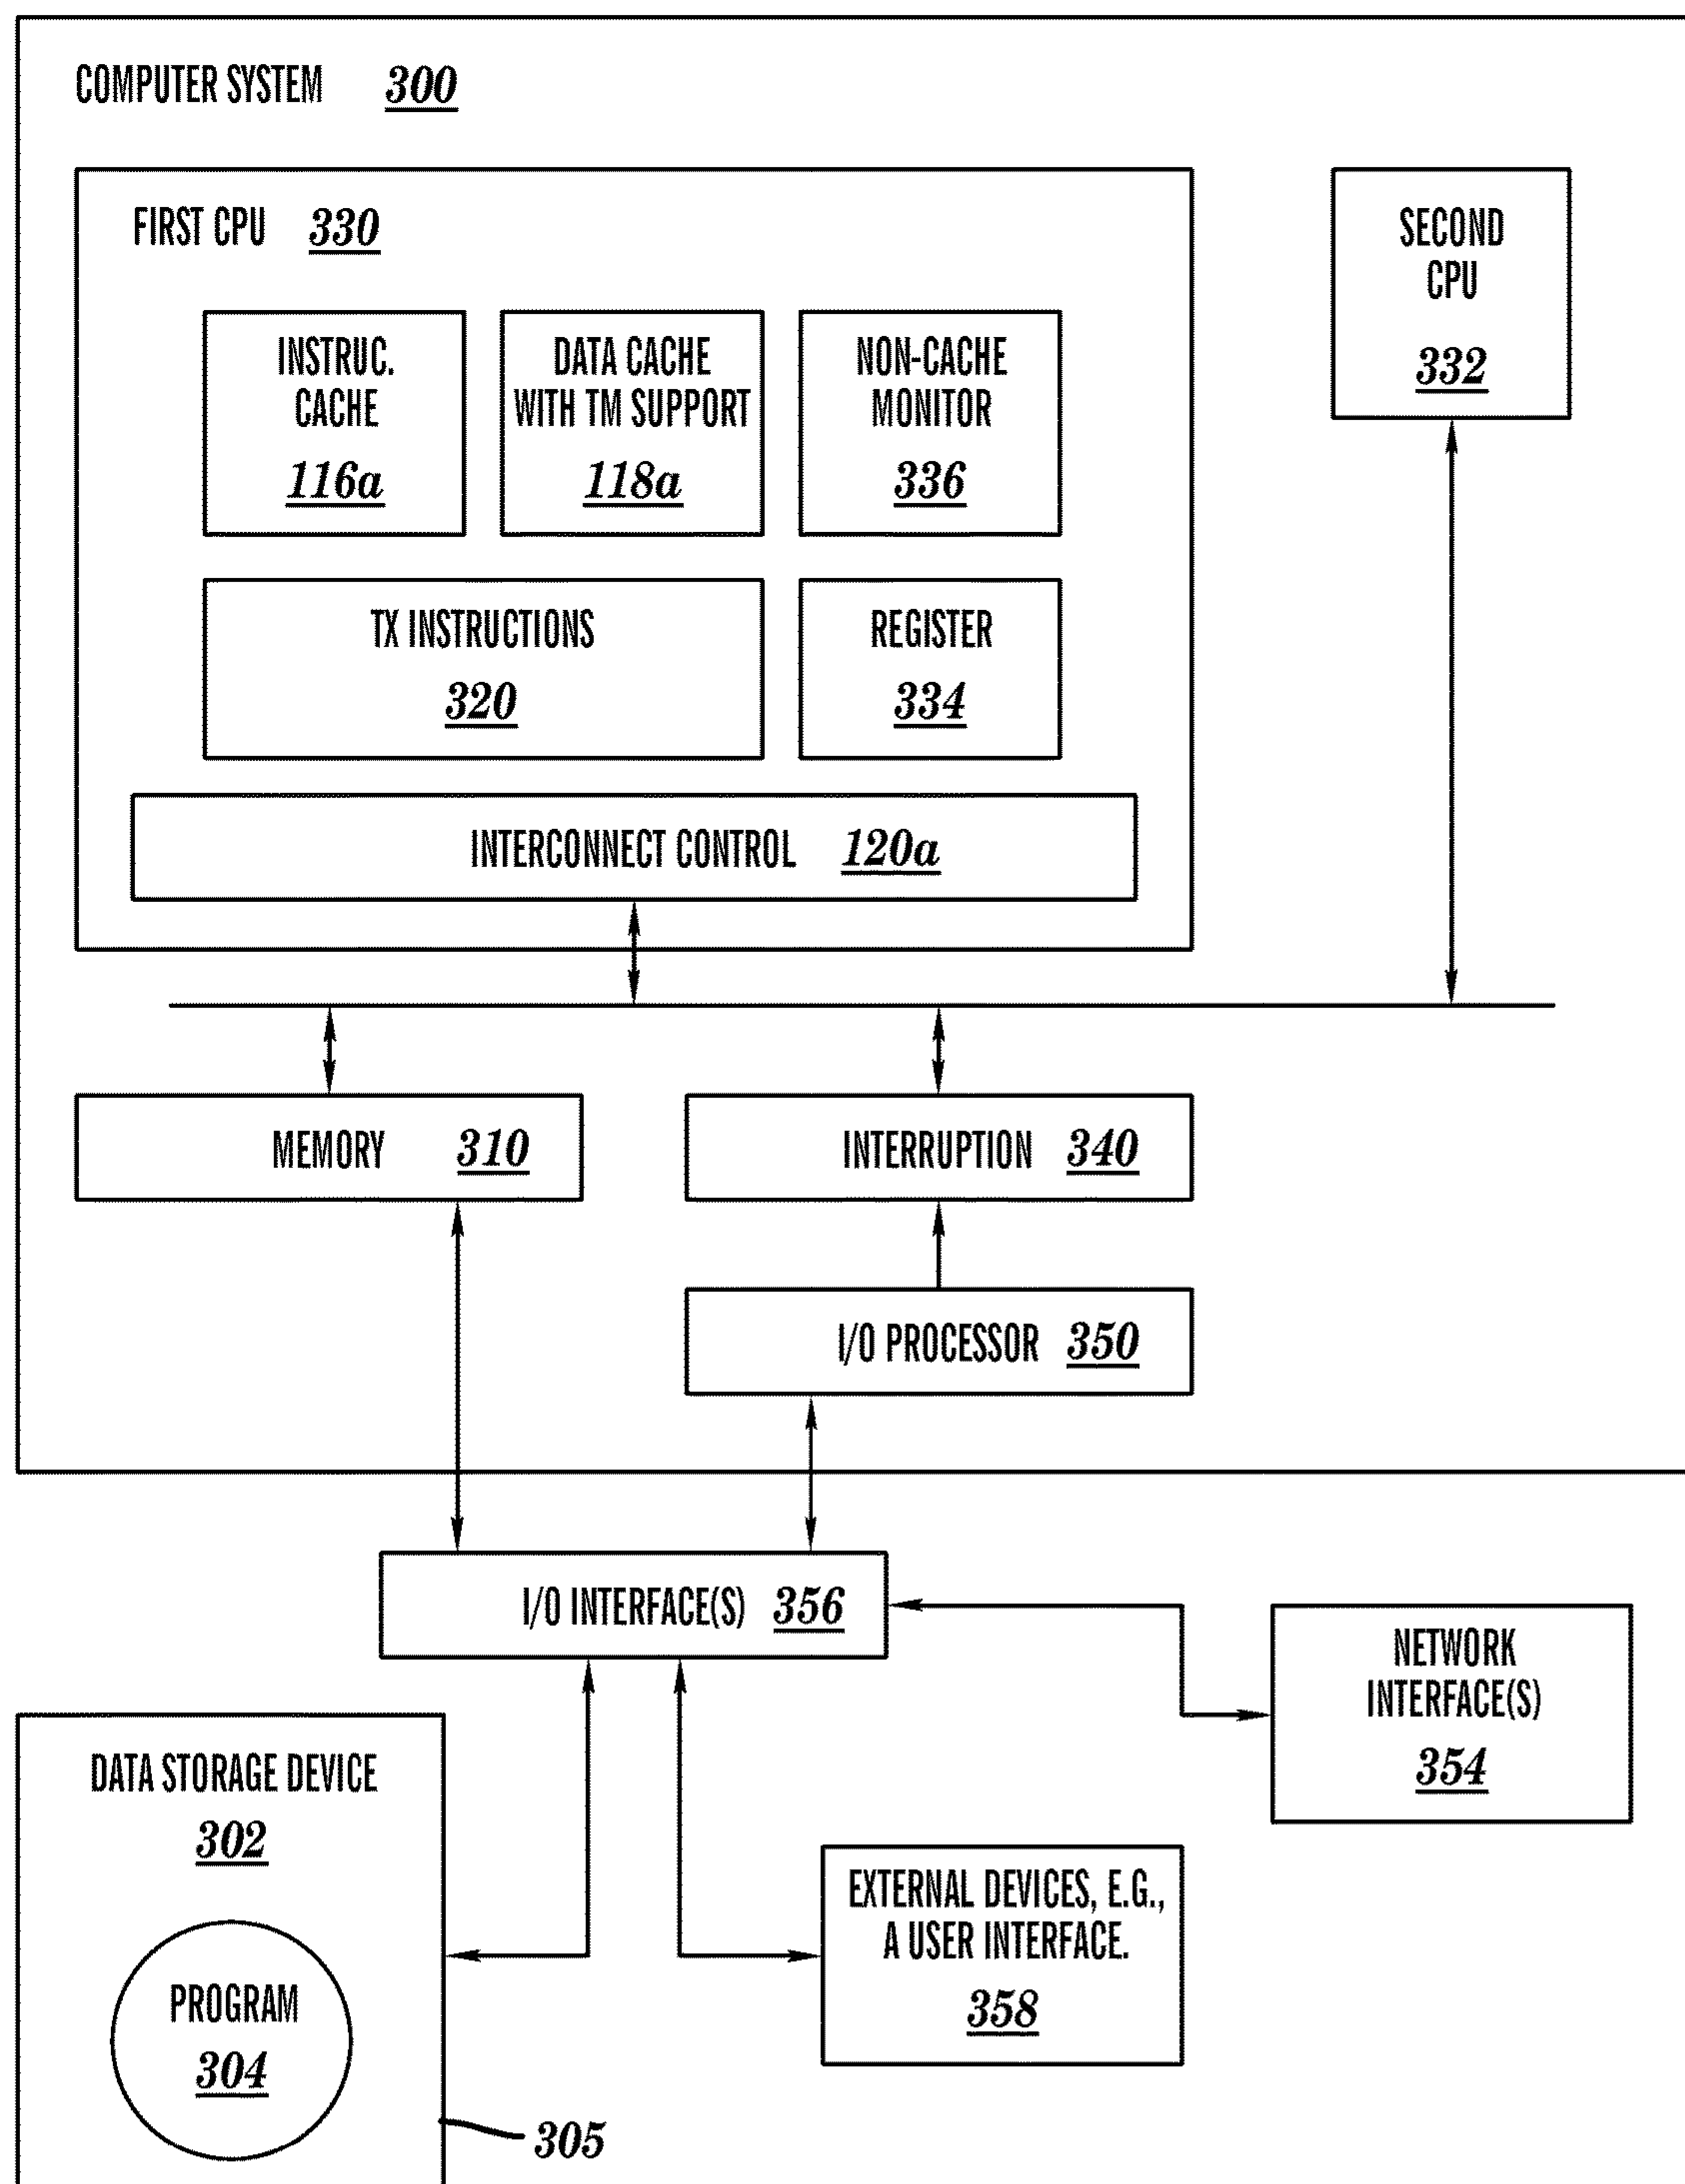 COMPUTER SYSTEM 300
FIRST CPU 330
SECOND
CPU
332
INSTRUC.
CACHE
116a
DATA CACHE
WITH TM SUPPORT
118a
NON-CACHE
MONITOR
336
TX INSTRUCTIONS
320
REGISTER
334
INTERCONNECT CONTROL 120a
MEMORY 310
INTERRUPTION 340
I/O PROCESSOR 350
I/O INTERFACE(S) 356
NETWORK
INTERFACE(S)
354
DATA STORAGE DEVICE
302
EXTERNAL DEVICES, E.G.,
A USER INTERFACE.
358
PROGRAM
304
305